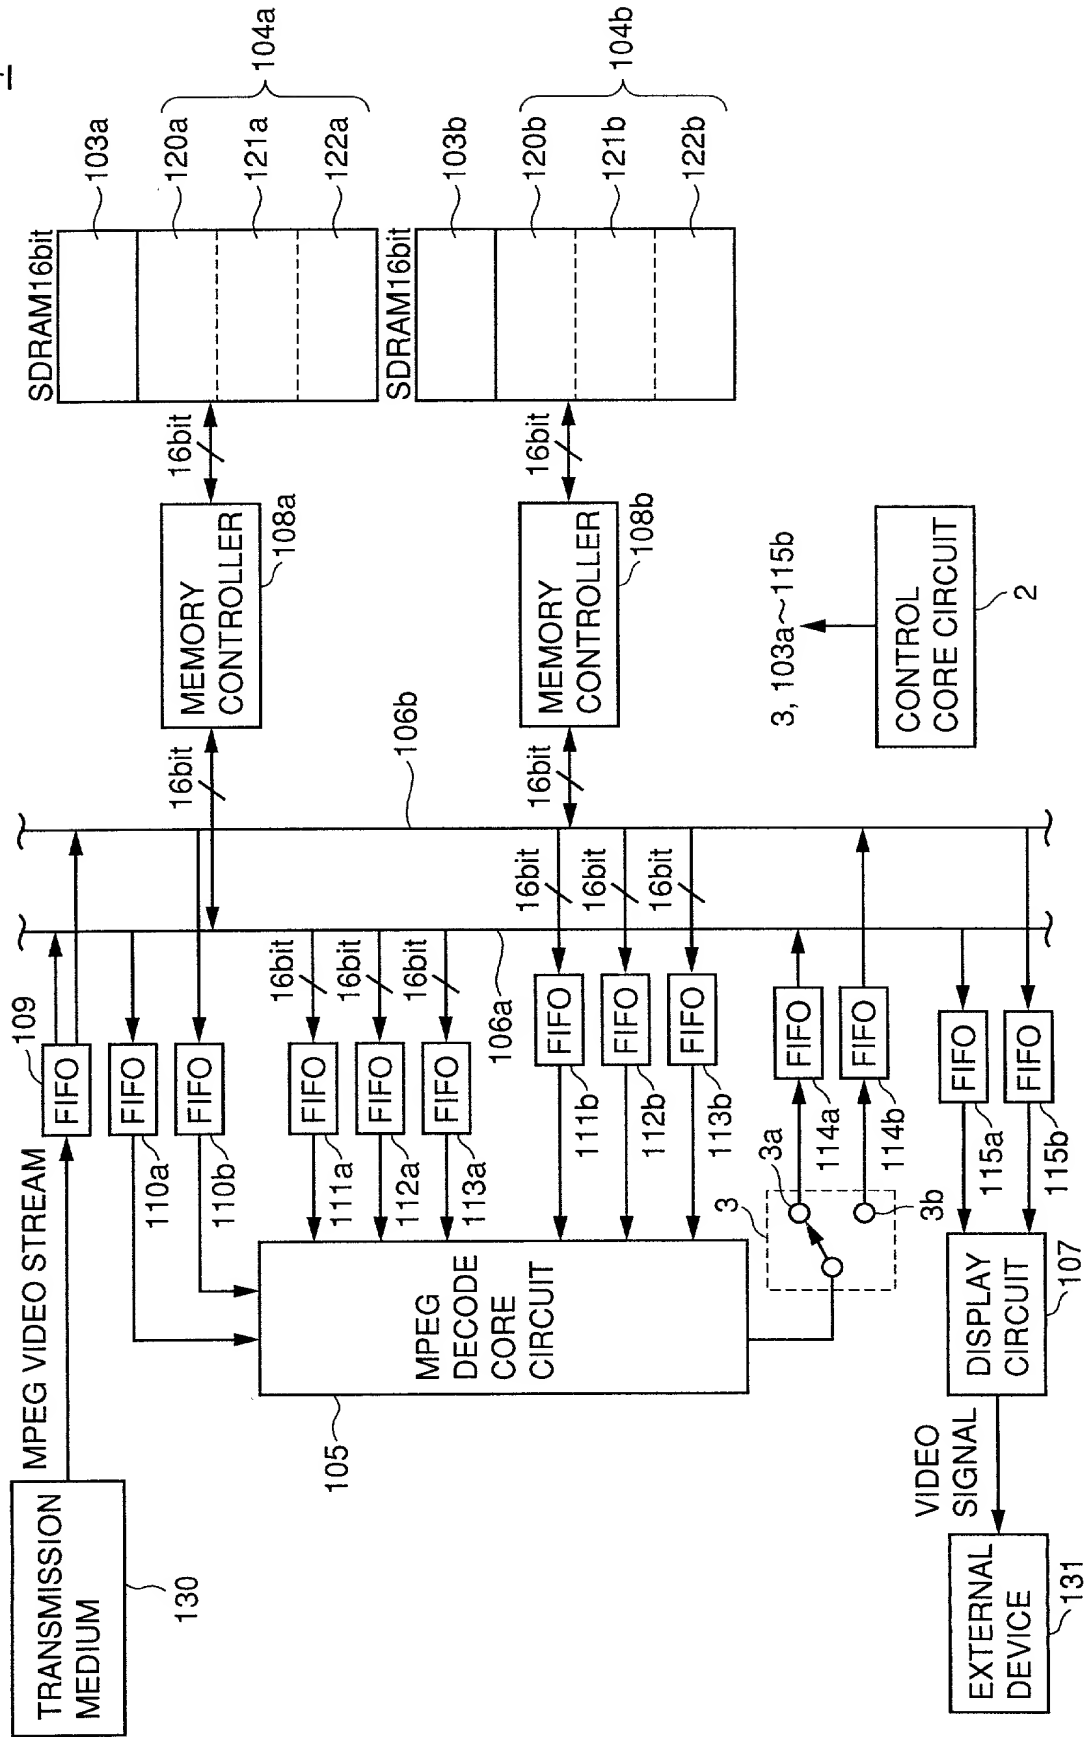 1
TRANSMISSION
MEDIUM
130
MPEG VIDEO STREAM
109
FIFO
FIFO
110a
FIFO
110b
16bit
FIFO
111a
16bit
FIFO
112a
16bit
FIFO
113a
106a
16bit
FIFO
111b
16bit
FIFO
112b
16bit
FIFO
113b
MPEG
DECODE
CORE
CIRCUIT
105
3
3a
3b
FIFO
114a
FIFO
114b
FIFO
115a
FIFO
115b
DISPLAY
CIRCUIT
107
VIDEO
SIGNAL
EXTERNAL
DEVICE
131
106b
16bit
MEMORY
CONTROLLER
108a
16bit
SDRAM16bit
103a
120a
121a
122a
104a
16bit
MEMORY
CONTROLLER
108b
16bit
SDRAM16bit
103b
120b
121b
122b
104b
3, 103a~115b
CONTROL
CORE CIRCUIT
2